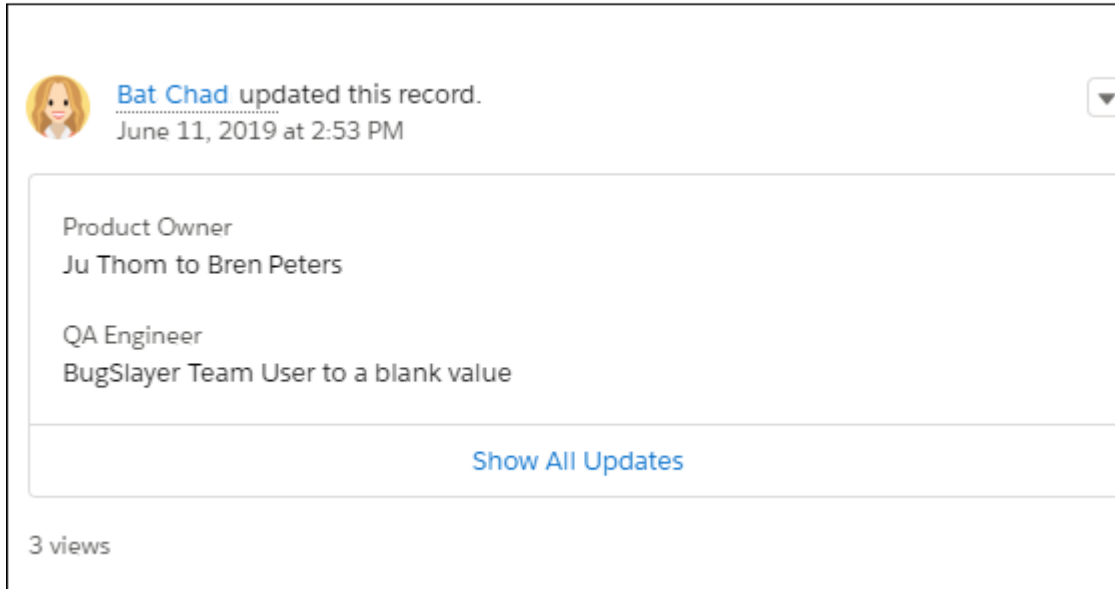 Bat Chad updated this record.
June 11, 2019 at 2:53 PM
Product Owner
Ju Thom to Bren Peters
QA Engineer
BugSlayer Team User to a blank value
Show All Updates
3 views